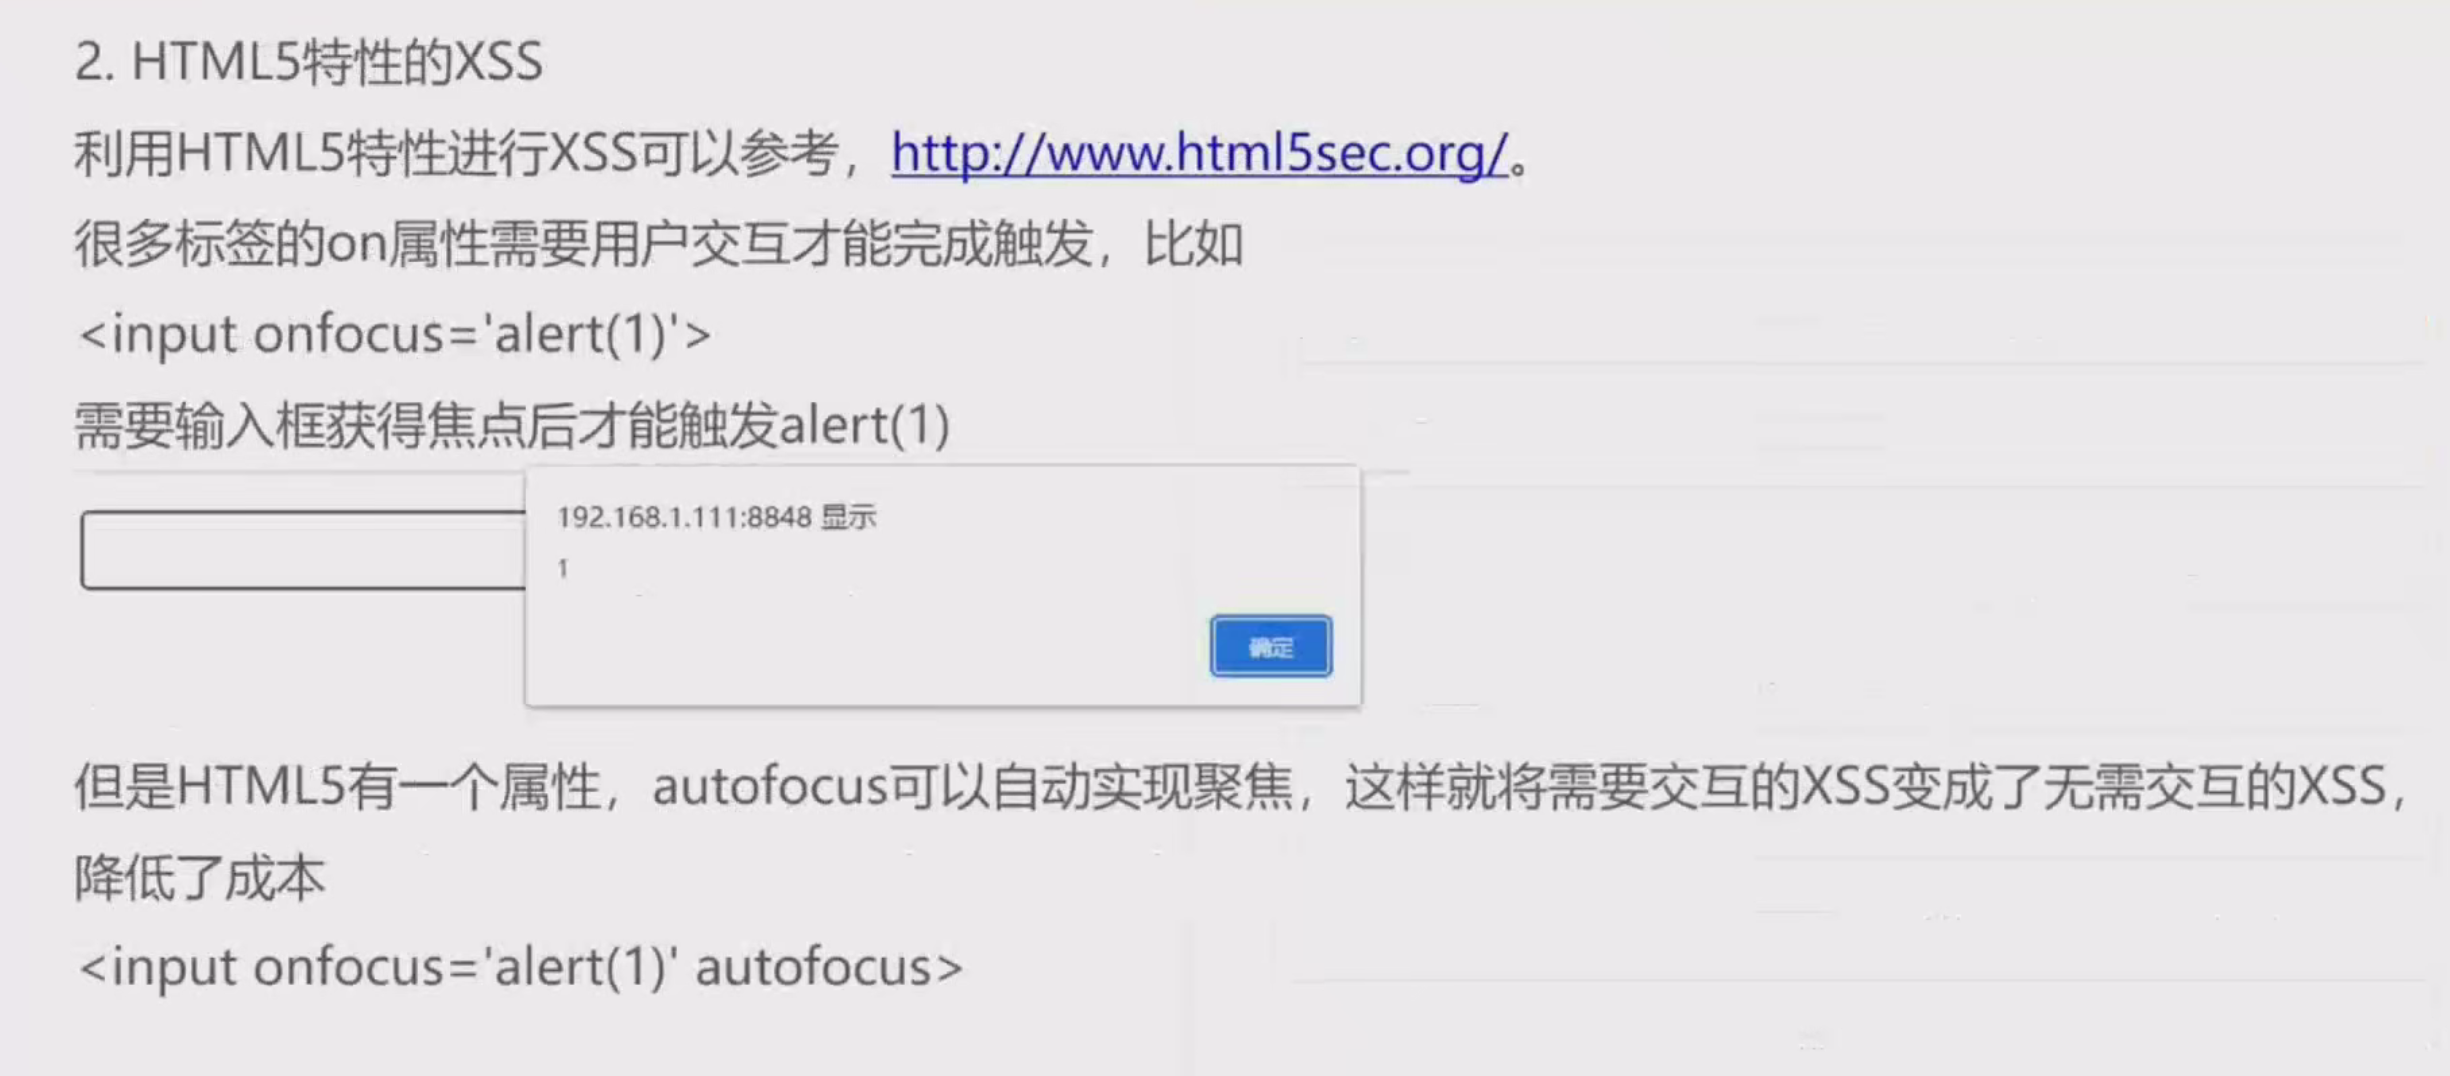 2. HTML5特性的XSS
利用HTML5特性进行XSS可以参考，http://www.html5sec.org/。
很多标签的on属性需要用户交互才能完成触发，比如
<input onfocus='alert(1)'>
需要输入框获得焦点后才能触发alert(1)
192.168.1.111:8848 显示
1
确定
但是HTML5有一个属性，autofocus可以自动实现聚焦，这样就将需要交互的XSS变成了无需交互的XSS，
降低了成本
<input onfocus='alert(1)' autofocus>